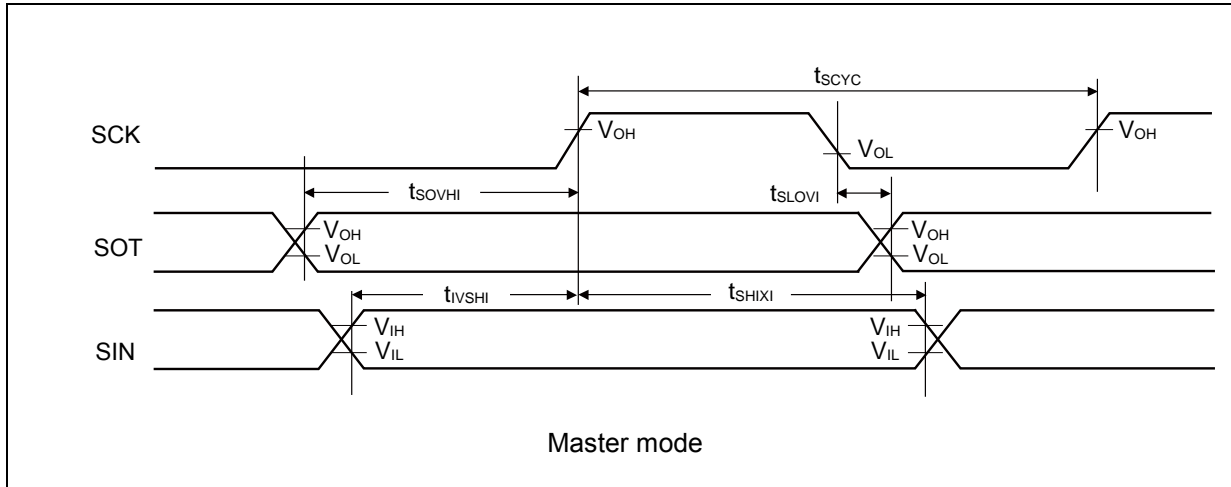 tSCYC
SCK
VOH
VOL
VOH
tSOVHI
tSLOVI
SOT
VOH
VOL
VOH
VOL
tIVSHI
tSHIXI
SIN
VIH
VIL
VIH
VIL
Master mode